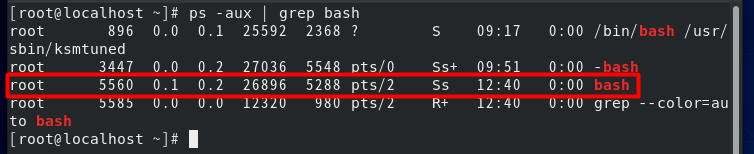 [root@localhost ~]# ps -aux | grep bash
root 896 0.0 0.1 25592 2368 ? S 09:17 0:00 /bin/bash /usr/
sbin/ksmtuned
root 3447 0.0 0.2 27036 5548 pts/0 Ss+ 09:51 0:00 -bash
root 5560 0.1 0.2 26896 5288 pts/2 Ss 12:40 0:00 bash
root 5585 0.0 0.0 12320 980 pts/2 R+ 12:40 0:00 grep --color=au
to bash
[root@localhost ~]#